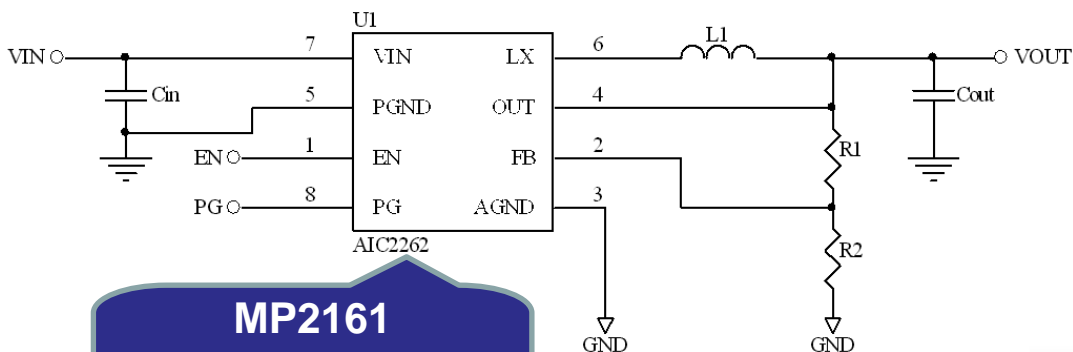 U1
VIN 7 VIN LX 6 L1 VOUT
Cin 5 PGND OUT 4 Cout
EN 1 EN FB 2 R1
PG 8 PG AGND 3
AIC2262 R2
MP2161
GND GND